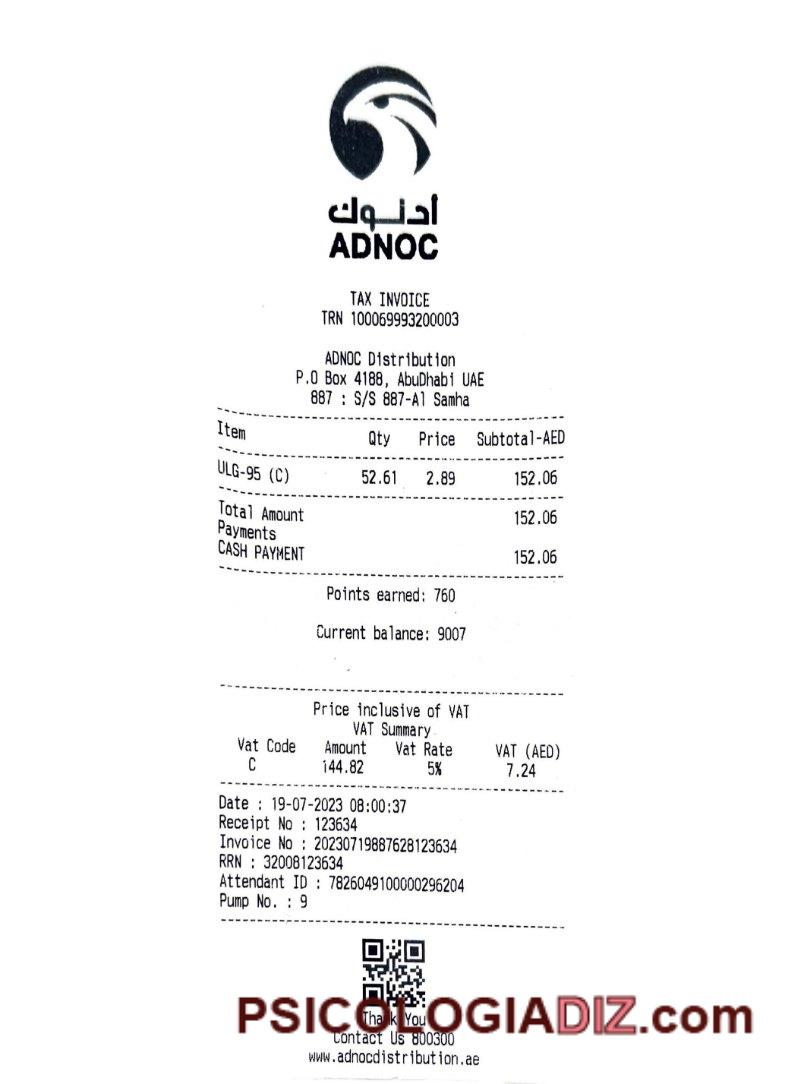 أدنوك
ADNOC
TAX INVOICE
TRN 100069993200003
ADNOC Distribution
P.O Box 4188, AbuDhabi UAE
887 : S/S 887-Al Samha
Item Qty Price Subtotal-AED
ULG-95 (C) 52.61 2.89 152.06
Total Amount 152.06
Payments
CASH PAYMENT 152.06
Points earned: 760
Current balance: 9007
Price inclusive of VAT
VAT Summary
Vat Code Amount Vat Rate VAT (AED)
C 144.82 5% 7.24
Date : 19-07-2023 08:00:37
Receipt No : 123634
Invoice No : 20230719887628123634
RRN : 32008123634
Attendant ID : 7826049100000296204
Pump No. : 9
PSICOLOGIADIZ.com
Thank You
Contact Us 800300
www.adnocdistribution.ae